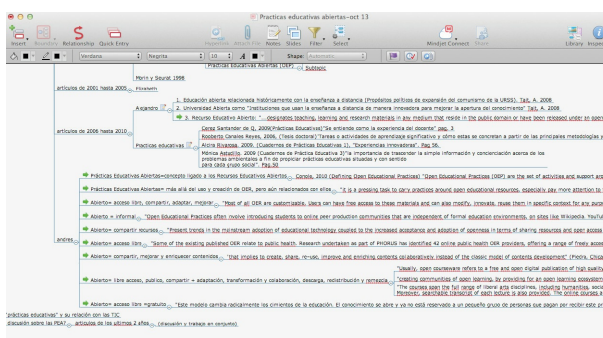 Practicas educativas abiertas-oct 13
Insert Boundary Relationship Quick Entry Properties Attach File Notes Slides Filter Select Mindjet Connect Share Library Inspe
Verdana Negrita 10 A Shape: Automatic
Prácticas Educativas Abiertas (OEP) Subtopic
Morin y Seurat 1998
artículos de 2001 hasta 2005 Elizabeth
1. Educación abierta relacionada históricamente con la enseñanza a distancia (Propósitos políticos de expansión del comunismo de la URSS). Tait, A. 2008
Alejandro 2. Universidad Abierta como "Instituciones que usan la enseñanza a distancia de manera innovadora para mejorar la apertura del conocimiento" Tait, A. 2008
3. Recurso Educativo Abierto: "...designates teaching, learning and research materials in any medium that reside in the public domain or have been released under an open
artículos de 2006 hasta 2010
Cerep Santander de U, 2009(Prácticas Educativas)"Se entiende como la experiencia del docente" pag. 3
Roberto Canales Reyes, 2006, (Tesis doctoral)"Tareas o actividades de aprendizaje significativo y cómo estas se concretan a partir de las principales metodologías y
Practicas educativas Alcira Rivarosa, 2009. (Cuadernos de Prácticas Educativas 1), "Experiencias innovadoras". Pag 56.
Mónica Astudillo, 2009 (Cuadernos de Práctica Educativa 3)"la importancia de trascender la simple información y concienciación acerca de los
problemas ambientales a fin de propiciar prácticas educativas situadas y con sentido
para cada grupo social". Pag.50
Prácticas Educativas Abiertas=concepto ligado a los Recursos Educativos Abiertos Conole, 2010 (Defining Open Educational Practices) "Open Educational Practices (OEP) are the set of activities and support aro
Prácticas Educativas Abiertas= más allá del uso y creación de OER, pero aún relacionados con ellos "it is a pressing task to carry practices around open educational resources, especially pay more attention to
Abierto= acceso libre, compartir, adaptar, mejorar "Most of all OER are customizable. Users can have free access to these materials and can also modify, innovate, reuse them in specific context for any purp
Abierto = informal "Open Educational Practices often involve introducing students to online peer production communities that are independent of formal education environments, on sites like Wikipedia, YouTul
Abierto= compartir recursos "Present trends in the mainstream adoption of educational technology coupled to the increased acceptance and adoption of openness in terms of sharing resources and open access
andres Abierto= acceso libre "Some of the existing published OER relate to public health. Research undertaken as part of PHORUS has identified 42 online public health OER providers, offering a range of freely acces
Abierto= compartir, mejorar y enriquecer contenidos "that implies to create, share, re-use, improve and enriching contents collaboratively instead of the classic model of contents development" (Piedra, Chica
"Usually, open courseware refers to a free and open digital publication of high quality
Abierto= libre acceso, publico, compartir + adaptación, transformación y colaboración, descarga, redistribución y remezcla "creating communities of open learning, by providing for an open learning ecosystem
"The courses span the full range of liberal arts disciplines, including humanities, socia
Moreover, searchable transcript of each lecture is also provided. The online courses a
Abierto= acceso libre +gratuito "Este modelo cambia radicalmente los cimientos de la educación. El conocimiento se abre y ya no está reservado a un pequeño grupo de personas que pagan por recibir este pri
"prácticas educativas" y su relación con las TIC
discusión sobre las PEA? artículos de los ultimos 2 años (discusión y trabajo en conjunto)